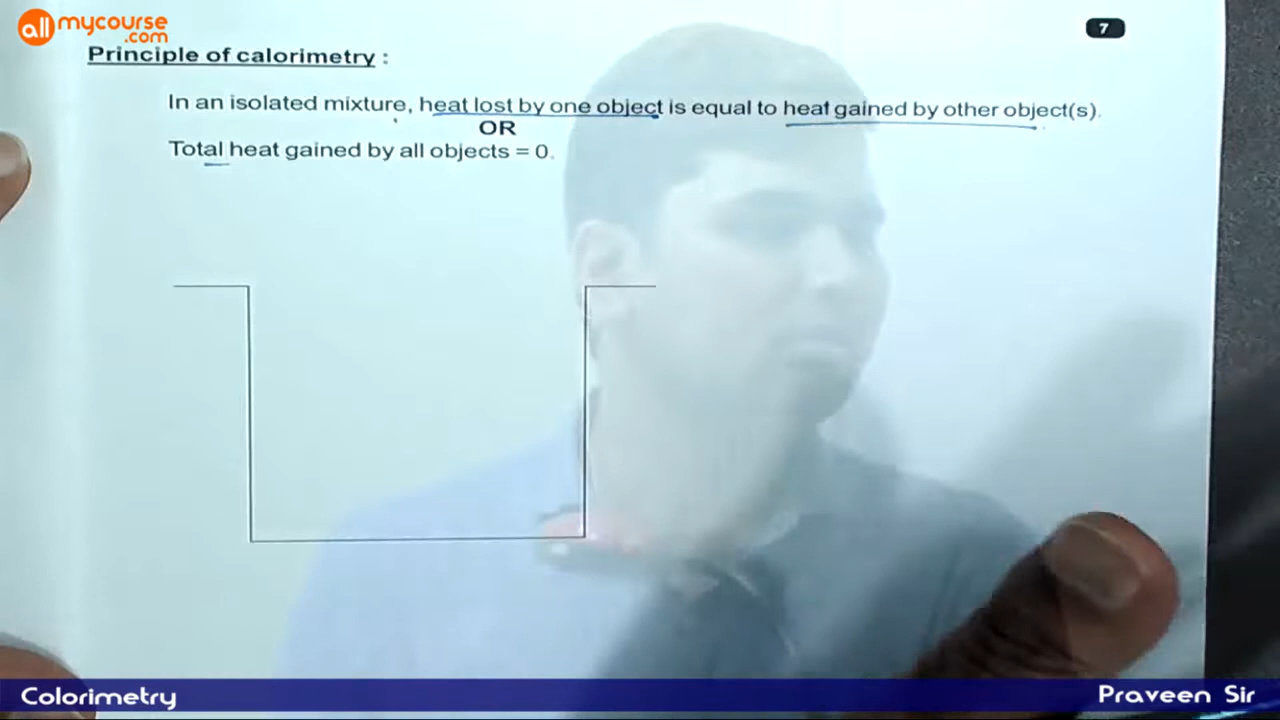 all mycourse
.com
7
Principle of calorimetry :
In an isolated mixture, heat lost by one object is equal to heat gained by other object(s).
OR
Total heat gained by all objects = 0.
Colorimetry
Praveen Sir